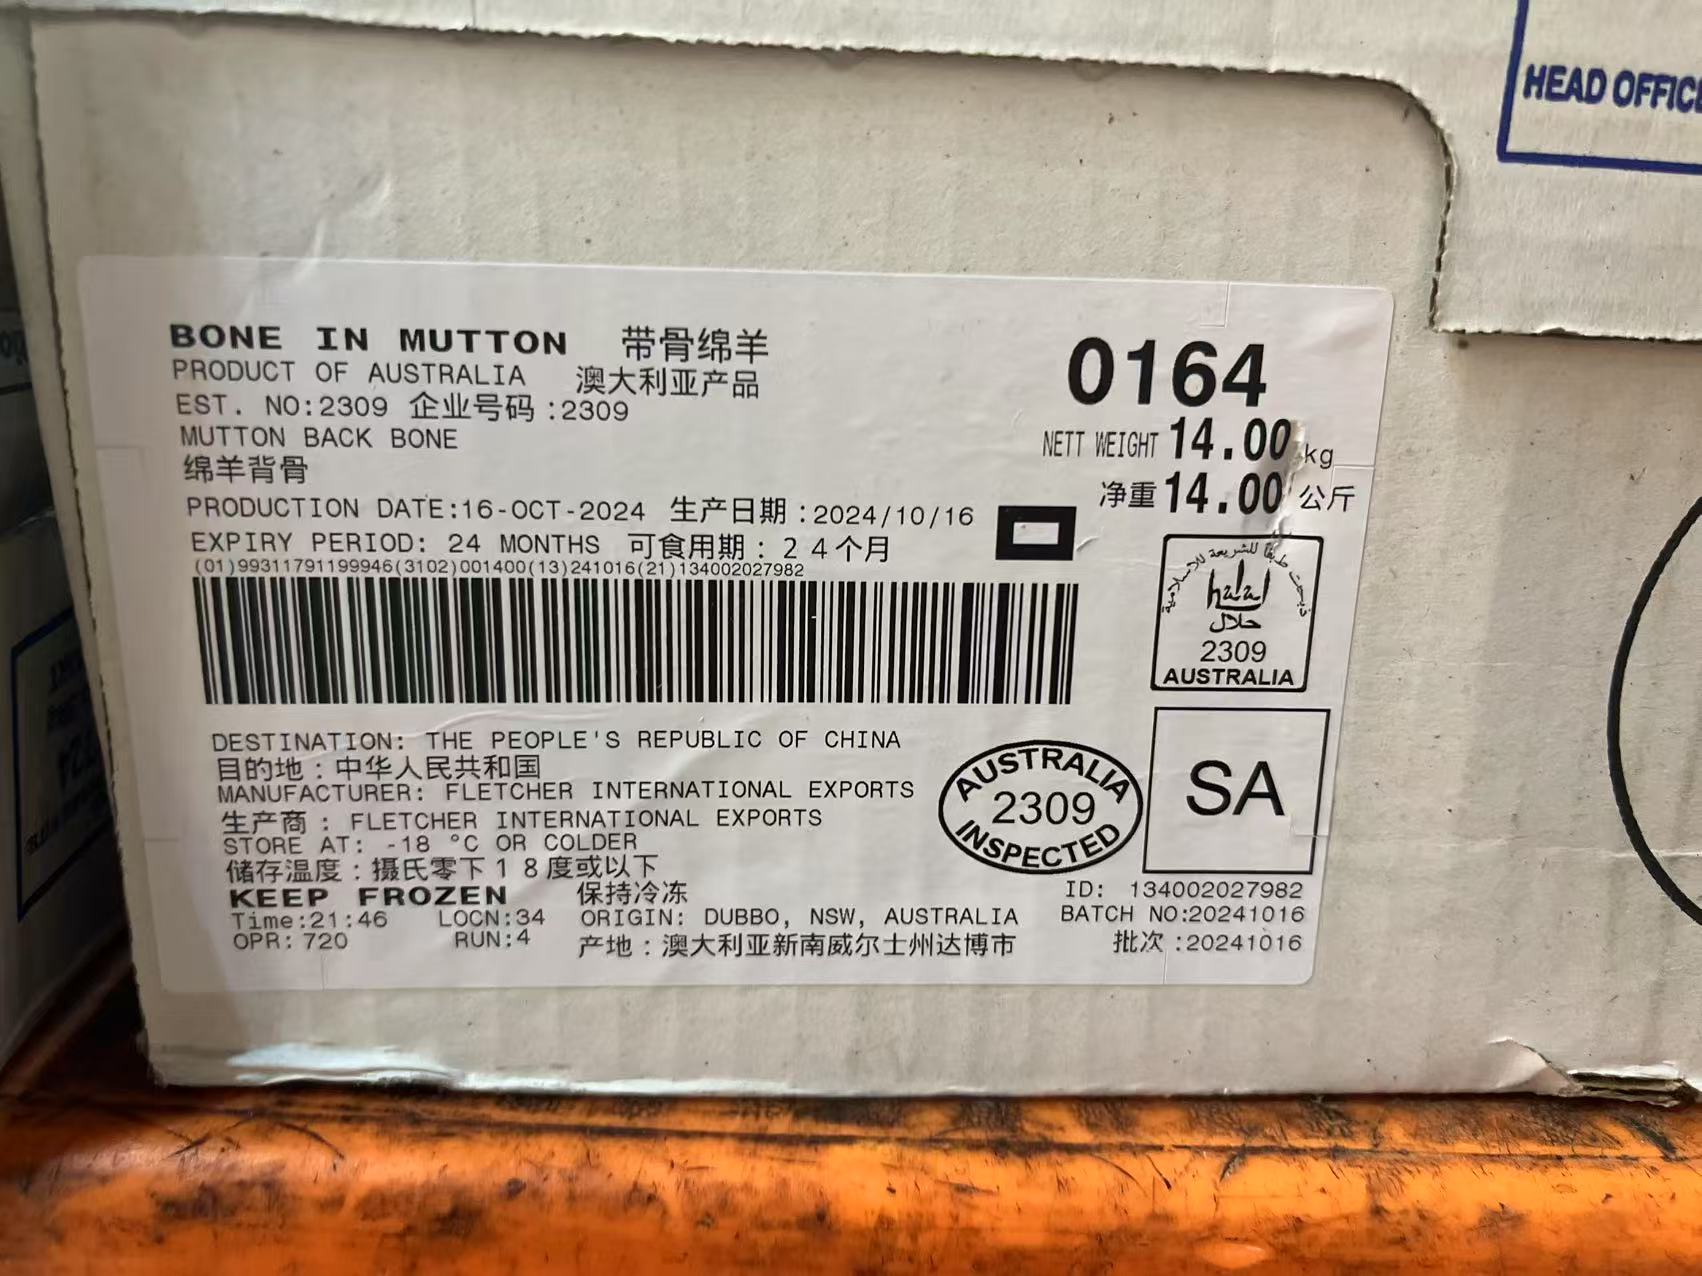 HEAD OFFICE
BONE IN MUTTON 带骨绵羊
PRODUCT OF AUSTRALIA 澳大利亚产品
EST. NO:2309 企业号码:2309
MUTTON BACK BONE
绵羊背骨
PRODUCTION DATE:16-OCT-2024 生产日期:2024/10/16
EXPIRY PERIOD: 24 MONTHS 可食用期: 24个月
(01)99311791199946(3102)001400(13)241016(21)134002027982
0164
NETT WEIGHT 14.00 kg
净重 14.00 公斤
ذبحت طبقا للشريعة الاسلامية
halal
حلال
2309
AUSTRALIA
DESTINATION: THE PEOPLE'S REPUBLIC OF CHINA
目的地:中华人民共和国
MANUFACTURER: FLETCHER INTERNATIONAL EXPORTS
生产商: FLETCHER INTERNATIONAL EXPORTS
STORE AT: -18 °C OR COLDER
储存温度:摄氏零下18度或以下
KEEP FROZEN 保持冷冻
Time:21:46 LOCN:34 ORIGIN: DUBBO, NSW, AUSTRALIA
OPR:720 RUN:4 产地:澳大利亚新南威尔士州达博市
AUSTRALIA
2309
INSPECTED
SA
ID: 134002027982
BATCH NO:20241016
批次:20241016